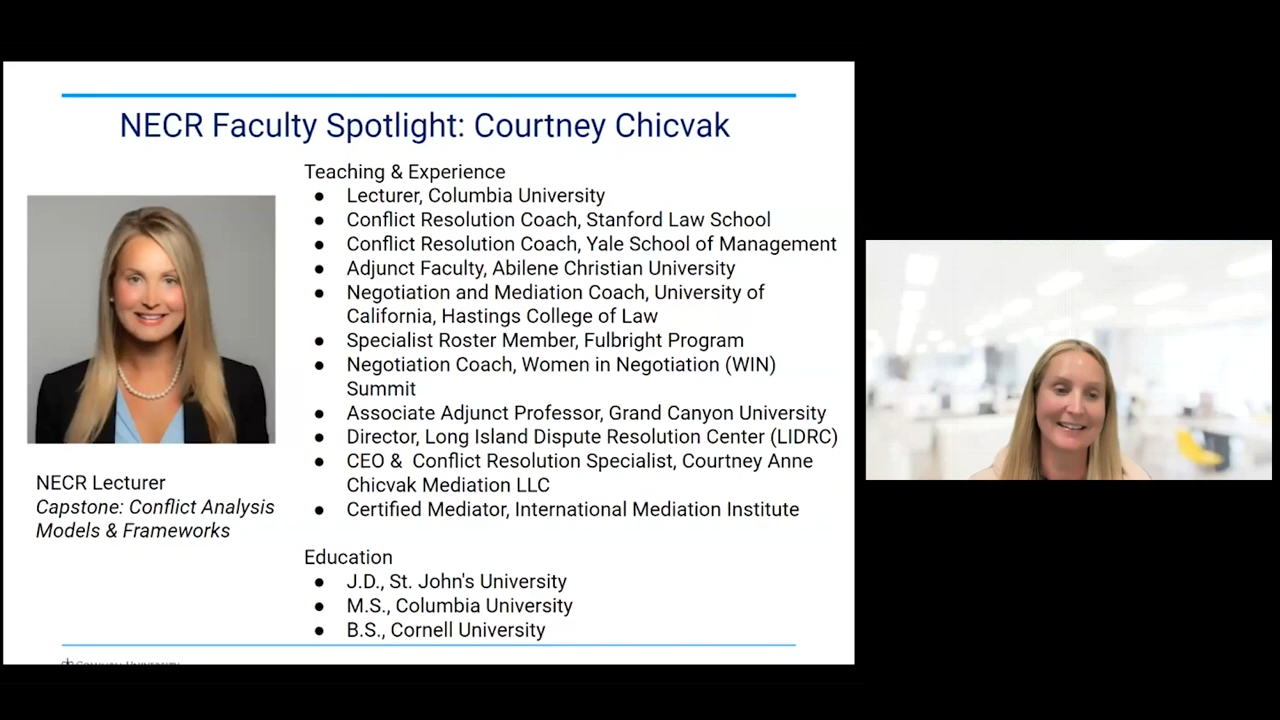 NECR Faculty Spotlight: Courtney Chicvak
Teaching & Experience
● Lecturer, Columbia University
● Conflict Resolution Coach, Stanford Law School
● Conflict Resolution Coach, Yale School of Management
● Adjunct Faculty, Abilene Christian University
● Negotiation and Mediation Coach, University of
California, Hastings College of Law
● Specialist Roster Member, Fulbright Program
● Negotiation Coach, Women in Negotiation (WIN)
Summit
● Associate Adjunct Professor, Grand Canyon University
● Director, Long Island Dispute Resolution Center (LIDRC)
● CEO & Conflict Resolution Specialist, Courtney Anne
Chicvak Mediation LLC
● Certified Mediator, International Mediation Institute
Education
● J.D., St. John's University
● M.S., Columbia University
● B.S., Cornell University
NECR Lecturer
Capstone: Conflict Analysis
Models & Frameworks